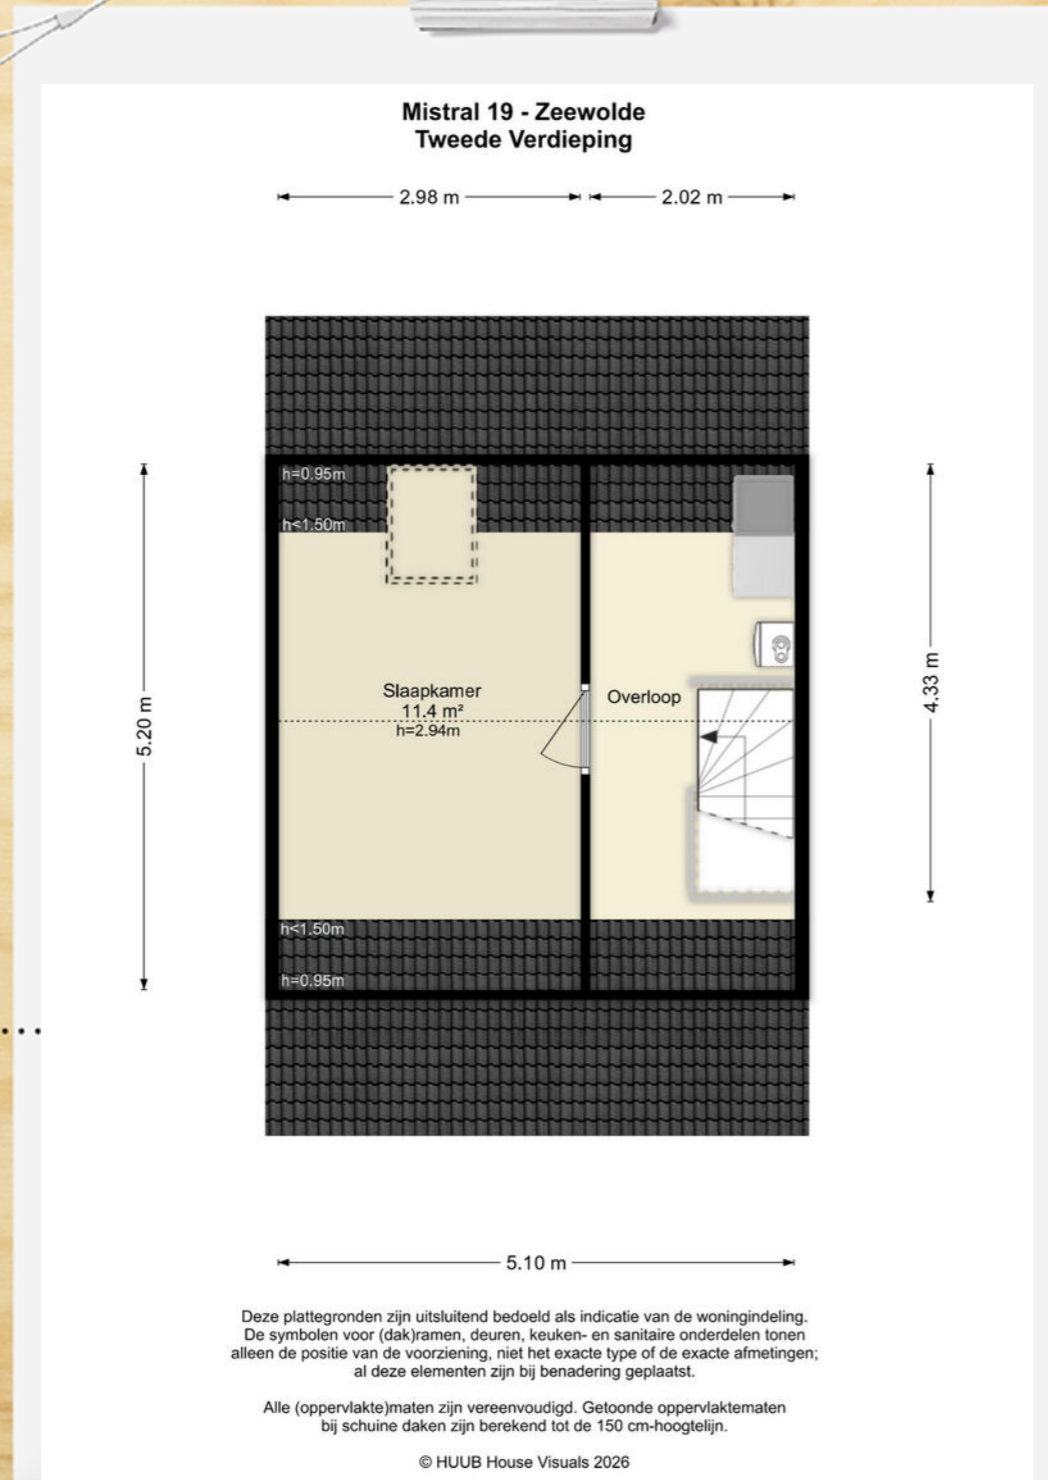 Mistral 19 - Zeewolde
Tweede Verdieping
2.98 m
2.02 m
h=0.95m
h<1.50m
5.20 m
4.33 m
Slaapkamer
11.4 m²
h=2.94m
Overloop
h<1.50m
h=0.95m
5.10 m
Deze plattegronden zijn uitsluitend bedoeld als indicatie van de woningindeling.
De symbolen voor (dak)ramen, deuren, keuken- en sanitaire onderdelen tonen
alleen de positie van de voorziening, niet het exacte type of de exacte afmetingen;
al deze elementen zijn bij benadering geplaatst.
Alle (oppervlakte)maten zijn vereenvoudigd. Getoonde oppervlaktematen
bij schuine daken zijn berekend tot de 150 cm-hoogtelijn.
© HUUB House Visuals 2026